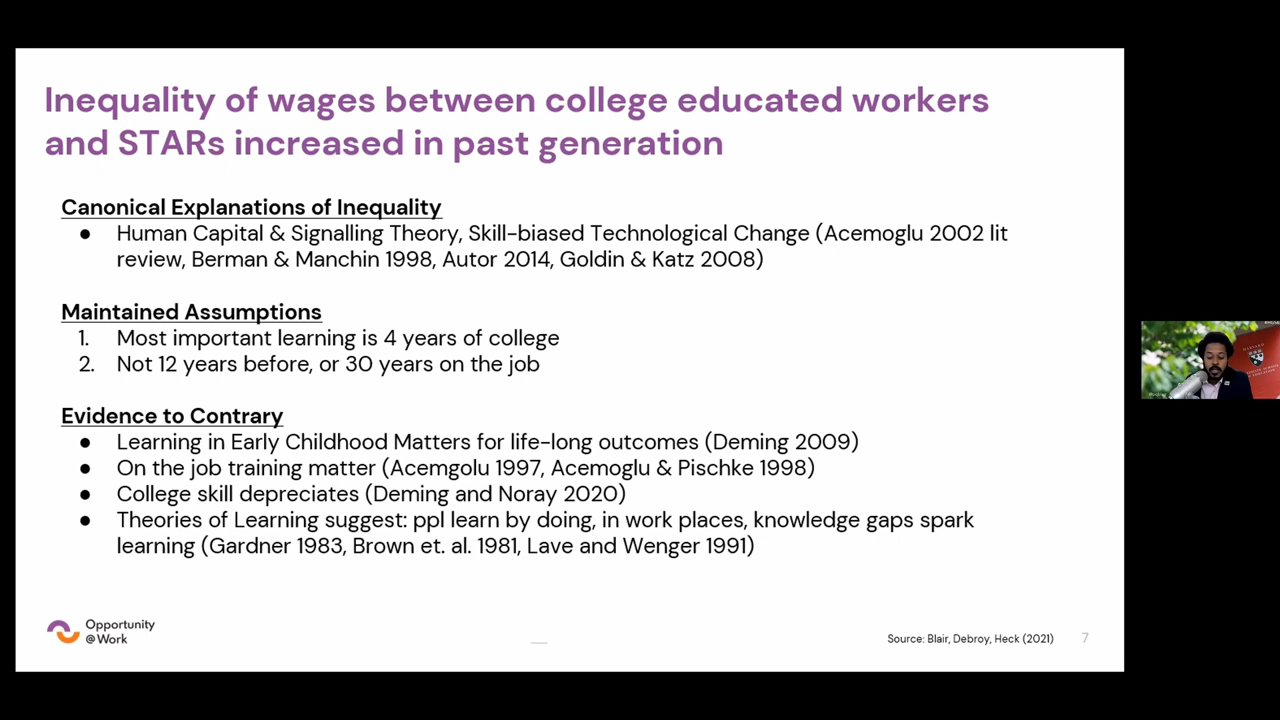 Inequality of wages between college educated workers
and STARs increased in past generation
Canonical Explanations of Inequality
● Human Capital & Signalling Theory, Skill-biased Technological Change (Acemoglu 2002 lit
review, Berman & Manchin 1998, Autor 2014, Goldin & Katz 2008)
Maintained Assumptions
1. Most important learning is 4 years of college
2. Not 12 years before, or 30 years on the job
Evidence to Contrary
● Learning in Early Childhood Matters for life-long outcomes (Deming 2009)
● On the job training matter (Acemgolu 1997, Acemoglu & Pischke 1998)
● College skill depreciates (Deming and Noray 2020)
● Theories of Learning suggest: ppl learn by doing, in work places, knowledge gaps spark
learning (Gardner 1983, Brown et. al. 1981, Lave and Wenger 1991)
Opportunity
@Work
Source: Blair, Debroy, Heck (2021)
7
HARVARD